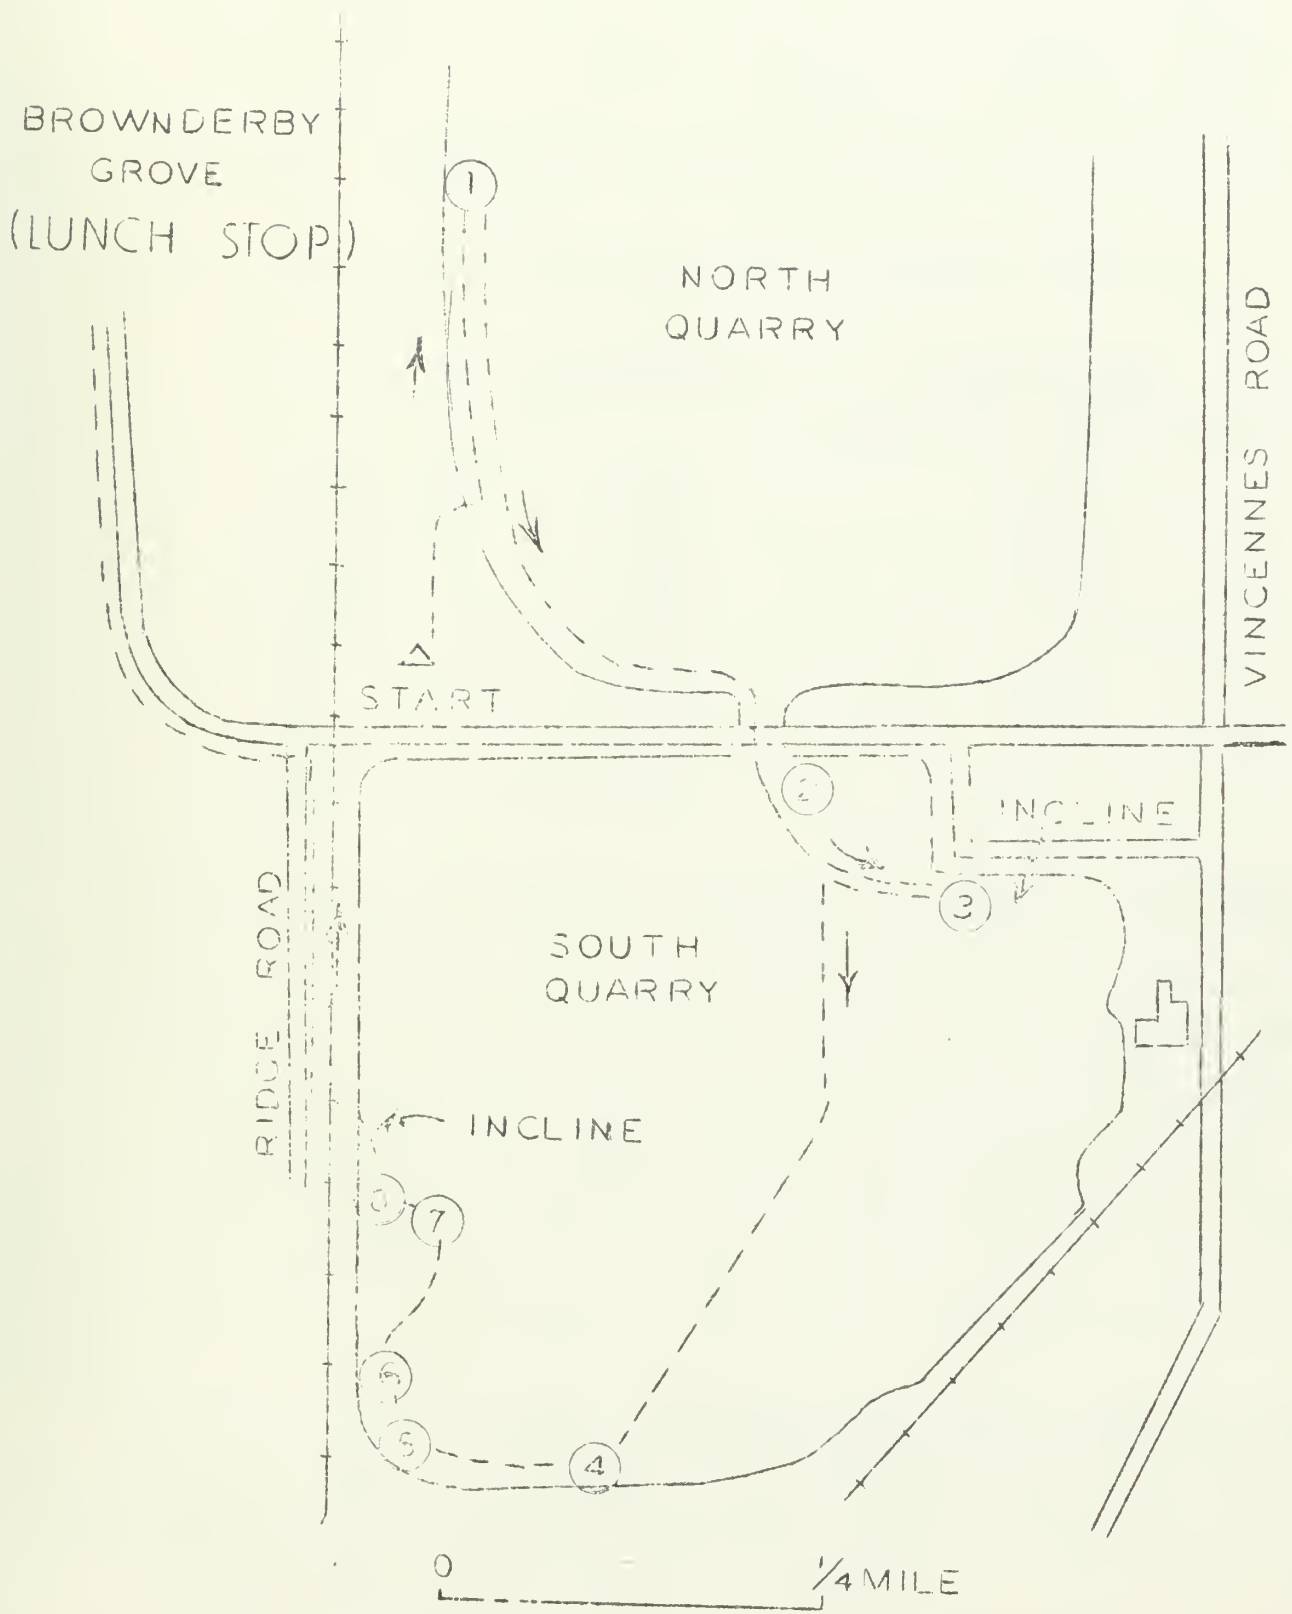 BROWNDERBY
GROVE
(LUNCH STOP)
1
NORTH
QUARRY
VINCENNES ROAD
START
2
INCLINE
3
RIDGE ROAD
SOUTH
QUARRY
INCLINE
7
6
5
4
0
1/4 MILE